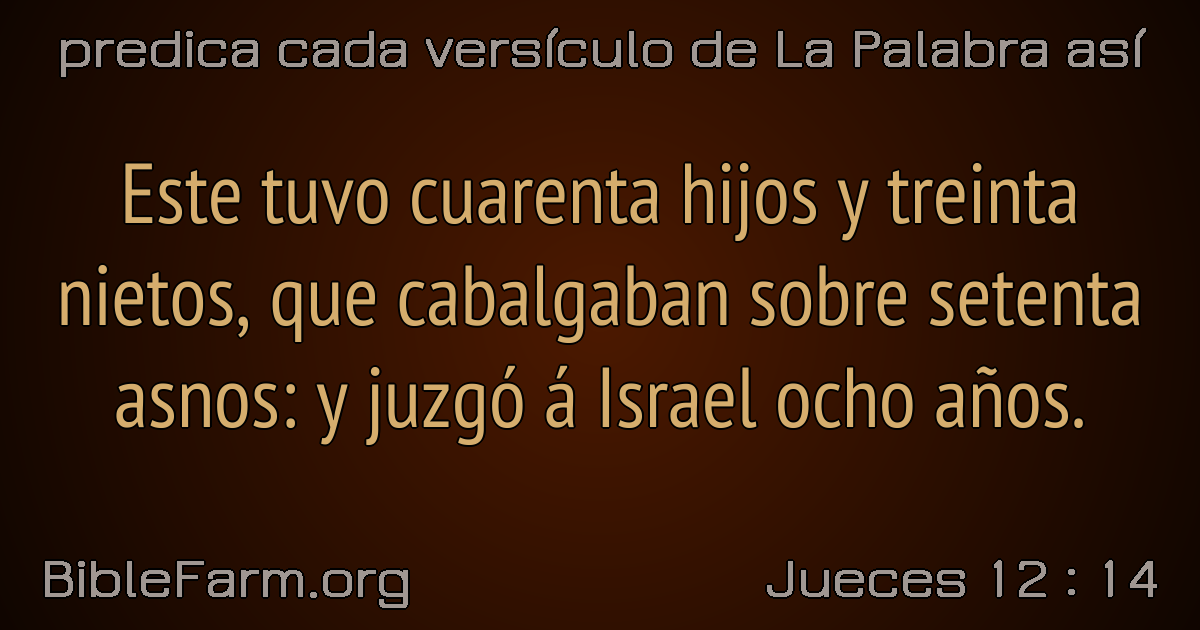 predica cada versículo de La Palabra así
Este tuvo cuarenta hijos y treinta
nietos, que cabalgaban sobre setenta
asnos: y juzgó á Israel ocho años.
BibleFarm.org
Jueces 12 : 14